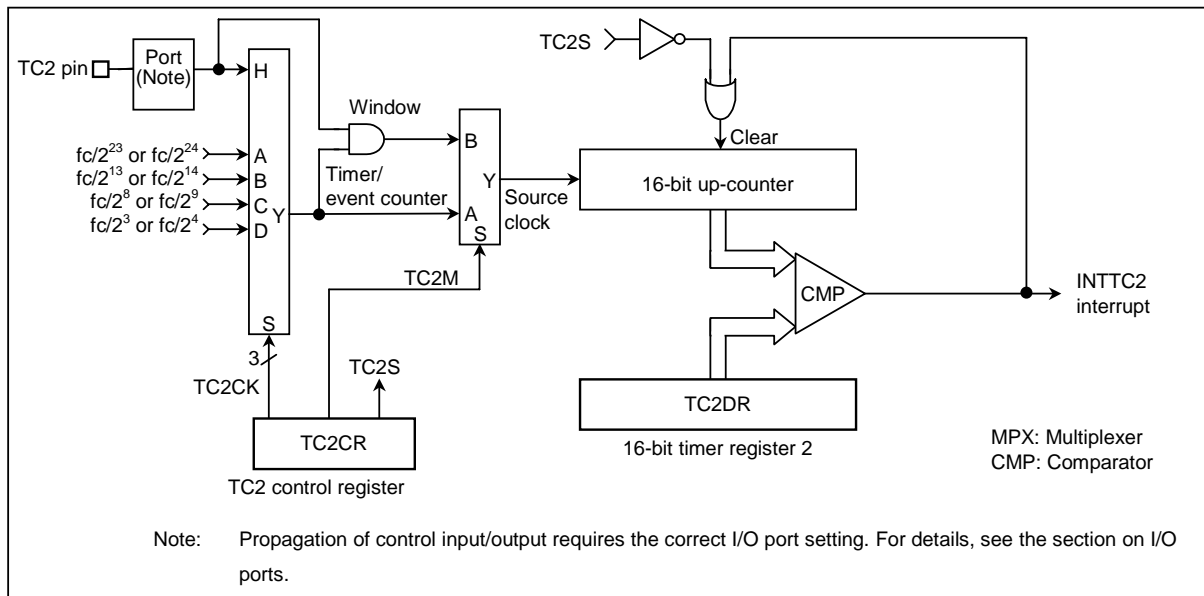 TC2 pin
Port
(Note)
H
fc/2^23 or fc/2^24
fc/2^13 or fc/2^14
fc/2^8 or fc/2^9
fc/2^3 or fc/2^4
A
B
C
D
Y
S
3
TC2CK
Window
Timer/
event counter
B
Y
A
S
TC2M
TC2S
TC2CR
TC2 control register
Source
clock
TC2S
Clear
16-bit up-counter
CMP
INTTC2
interrupt
TC2DR
16-bit timer register 2
MPX: Multiplexer
CMP: Comparator
Note: Propagation of control input/output requires the correct I/O port setting. For details, see the section on I/O
ports.